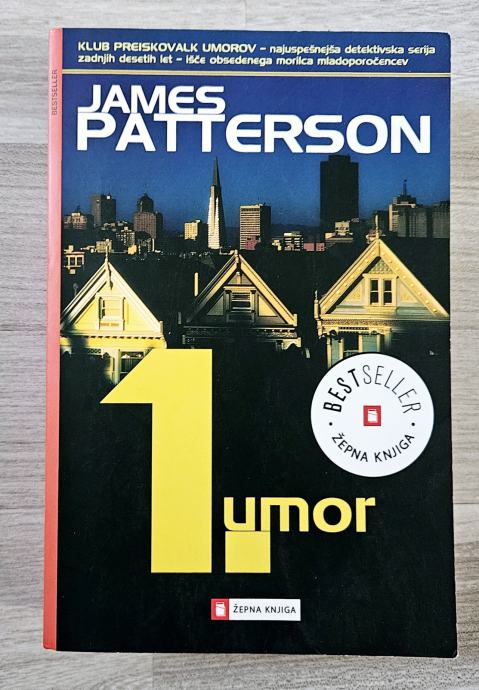 KLUB PREISKOVALK UMOROV – najuspešnejša detektivska serija
zadnjih desetih let – išče obsedenega morilca mladoporočencev
BESTSELLER
JAMES
PATTERSON
1.
umor
BESTSELLER
ŽEPNA KNJIGA
ŽEPNA KNJIGA